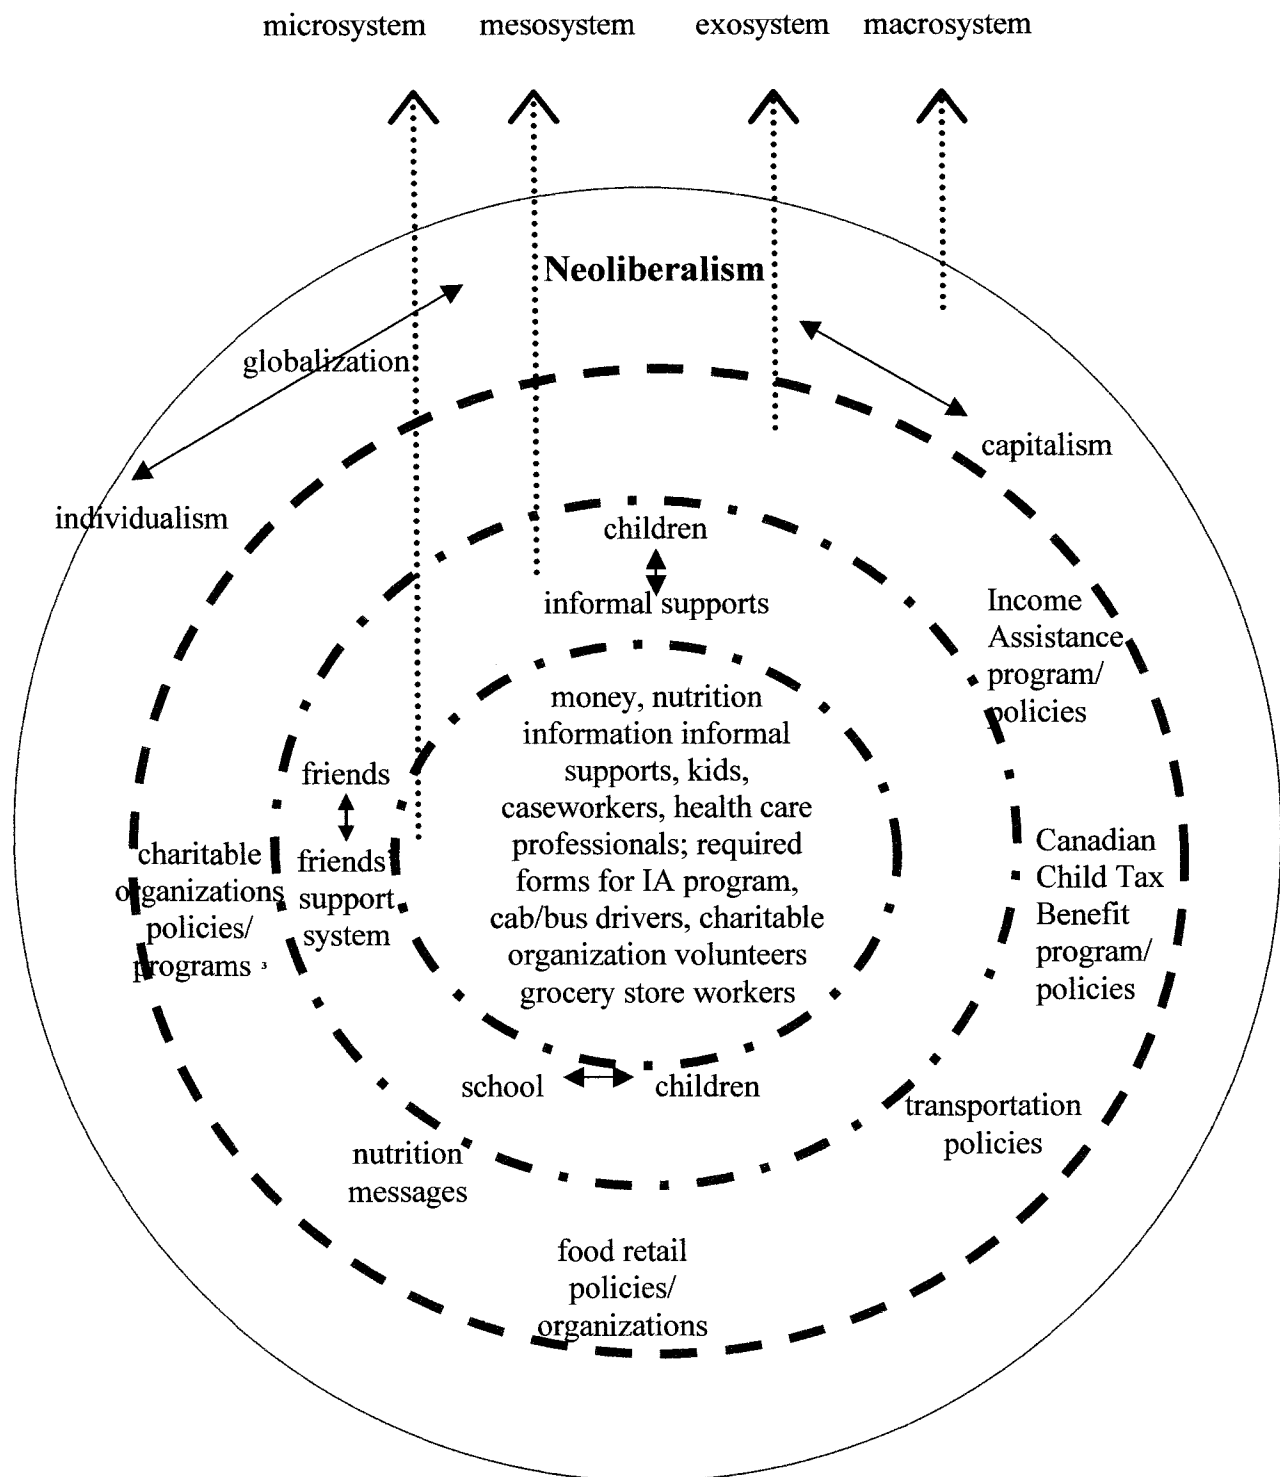 microsystem mesosystem exosystem macrosystem
Neoliberalism
globalization
capitalism
individualism
children
informal supports
Income
Assistance
program/
policies
money, nutrition
information informal
supports, kids,
caseworkers, health care
professionals; required
forms for IA program,
cab/bus drivers, charitable
organization volunteers
grocery store workers
friends
friends'
support
system
charitable
organizations
policies/
programs ³
Canadian
Child Tax
Benefit
program/
policies
school children
transportation
policies
nutrition
messages
food retail
policies/
organizations